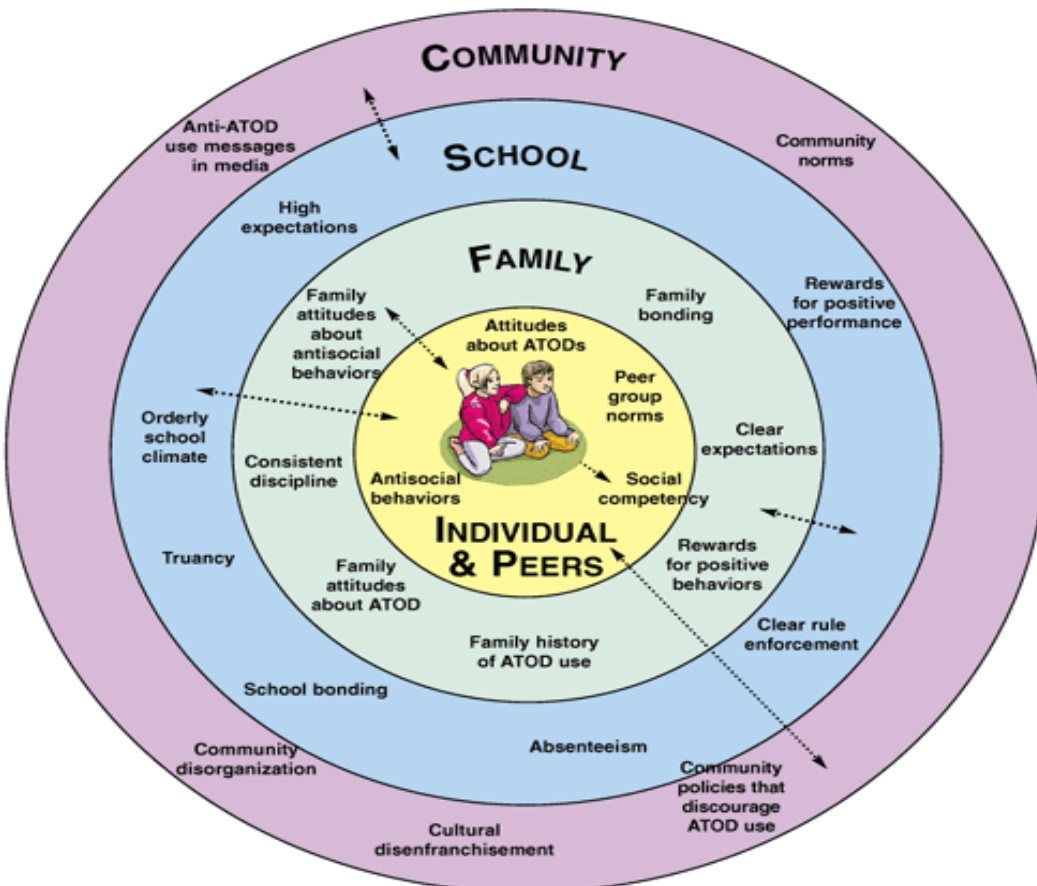 COMMUNITY
Anti-ATOD
use messages
in media
Community
norms
SCHOOL
High
expectations
Rewards
for positive
performance
FAMILY
Family
attitudes
about
antisocial
behaviors
Family
bonding
Attitudes
about ATODs
Peer
group
norms
Orderly
school
climate
Consistent
discipline
Clear
expectations
Antisocial
behaviors
Social
competency
INDIVIDUAL
& PEERS
Truancy
Family
attitudes
about ATOD
Rewards
for positive
behaviors
Family history
of ATOD use
Clear rule
enforcement
School bonding
Absenteeism
Community
disorganization
Community
policies that
discourage
ATOD use
Cultural
disenfranchisement